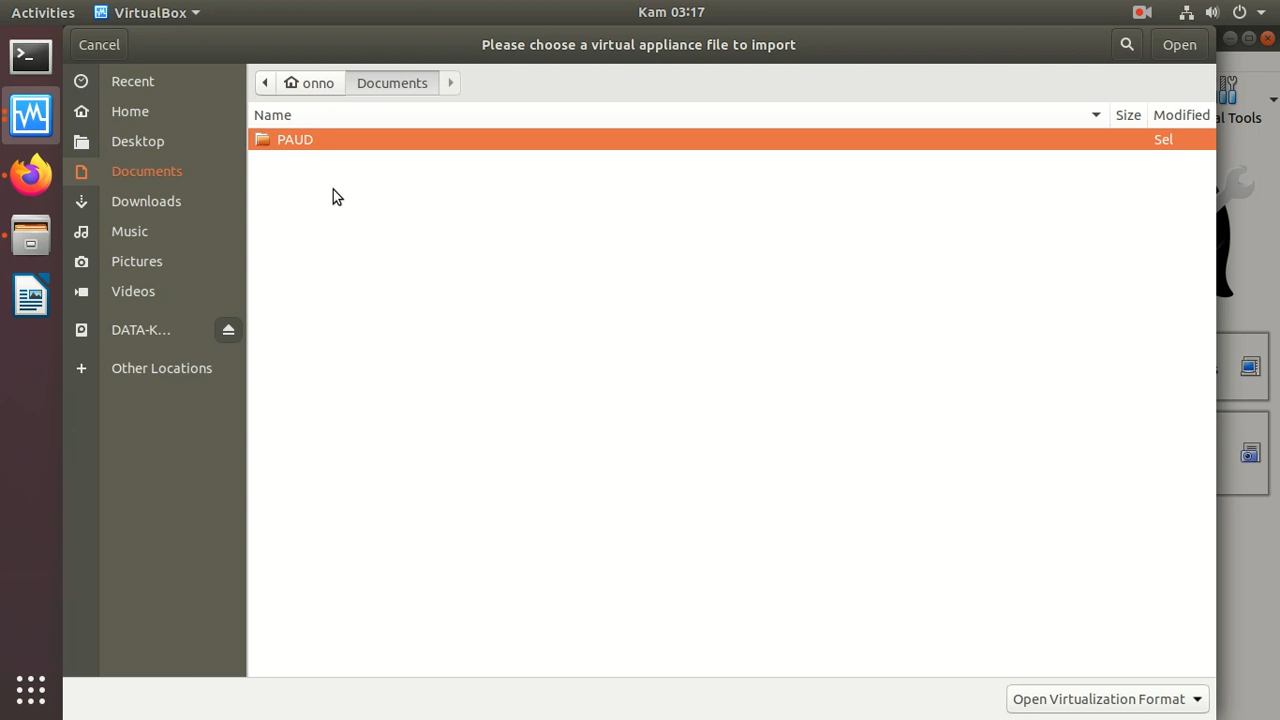 Activities VirtualBox Kam 03:17
Cancel Please choose a virtual appliance file to import Open
Recent
Home
Desktop
Documents
Downloads
Music
Pictures
Videos
DATA-K...
Other Locations
onno Documents
Name Size Modified
PAUD Sel
Open Virtualization Format
al Tools